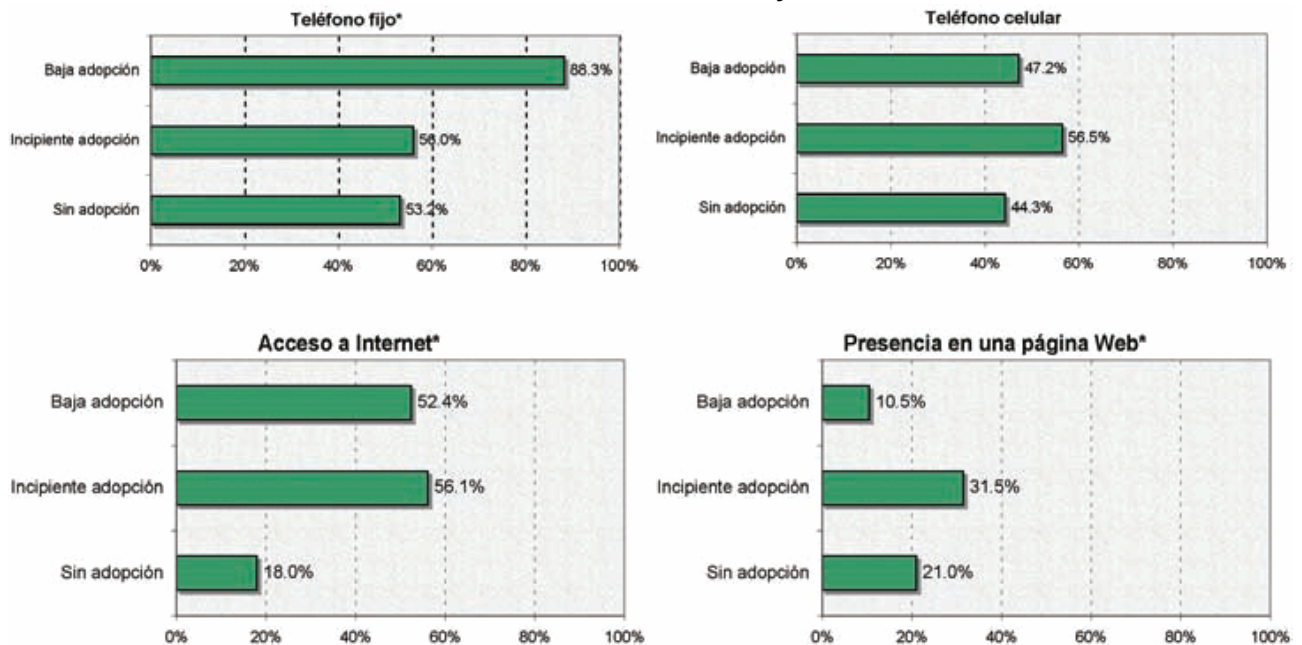 Teléfono fijo*
Baja adopción
88.3%
Incipiente adopción
56.0%
Sin adopción
53.2%
0% 20% 40% 60% 80% 100%
Teléfono celular
Baja adopción
47.2%
Incipiente adopción
56.5%
Sin adopción
44.3%
0% 20% 40% 60% 80% 100%
Acceso a Internet*
Baja adopción
52.4%
Incipiente adopción
56.1%
Sin adopción
18.0%
0% 20% 40% 60% 80% 100%
Presencia en una página Web*
Baja adopción
10.5%
Incipiente adopción
31.5%
Sin adopción
21.0%
0% 20% 40% 60% 80% 100%